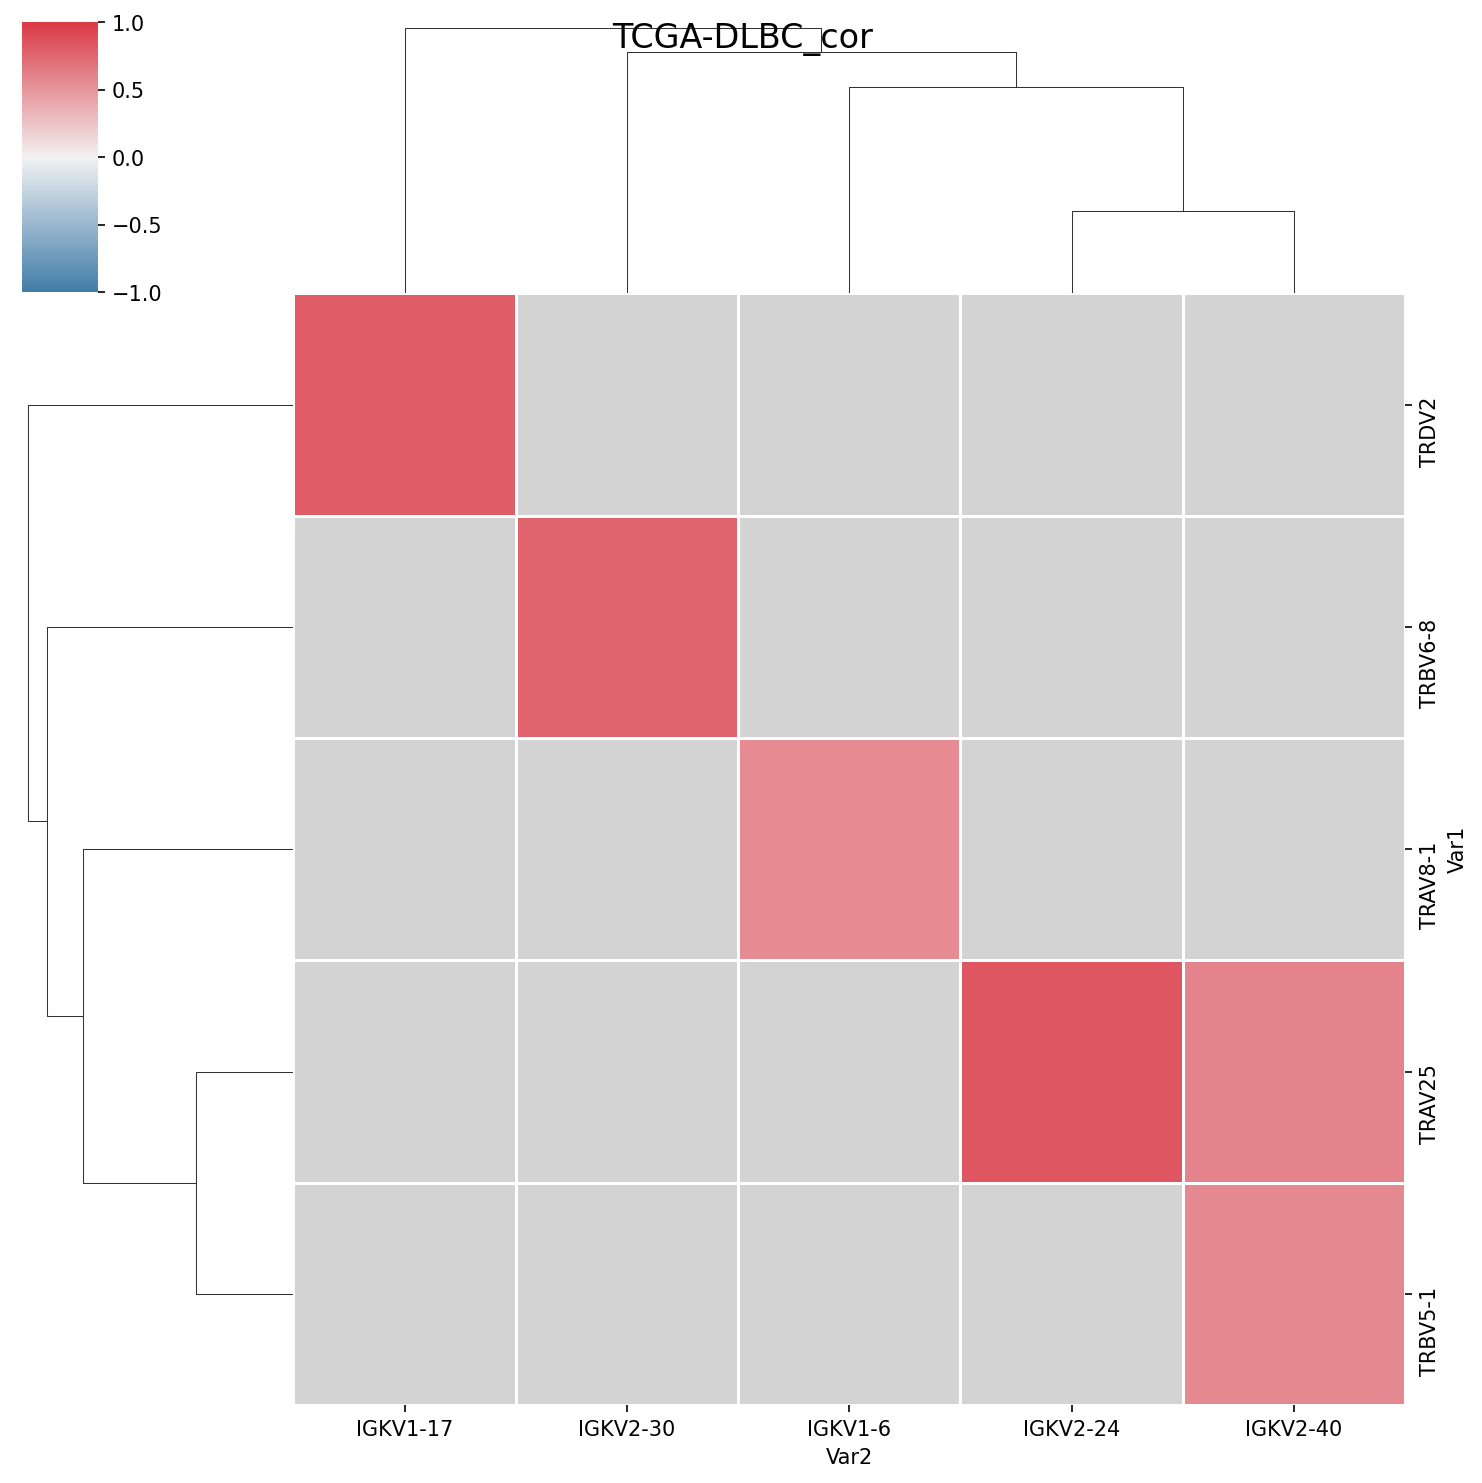 TCGA-DLBC_cor
1.0
0.5
0.0
−0.5
−1.0
TRDV2
TRBV6-8
TRAV8-1
TRAV25
TRBV5-1
Var1
IGKV1-17
IGKV2-30
IGKV1-6
IGKV2-24
IGKV2-40
Var2